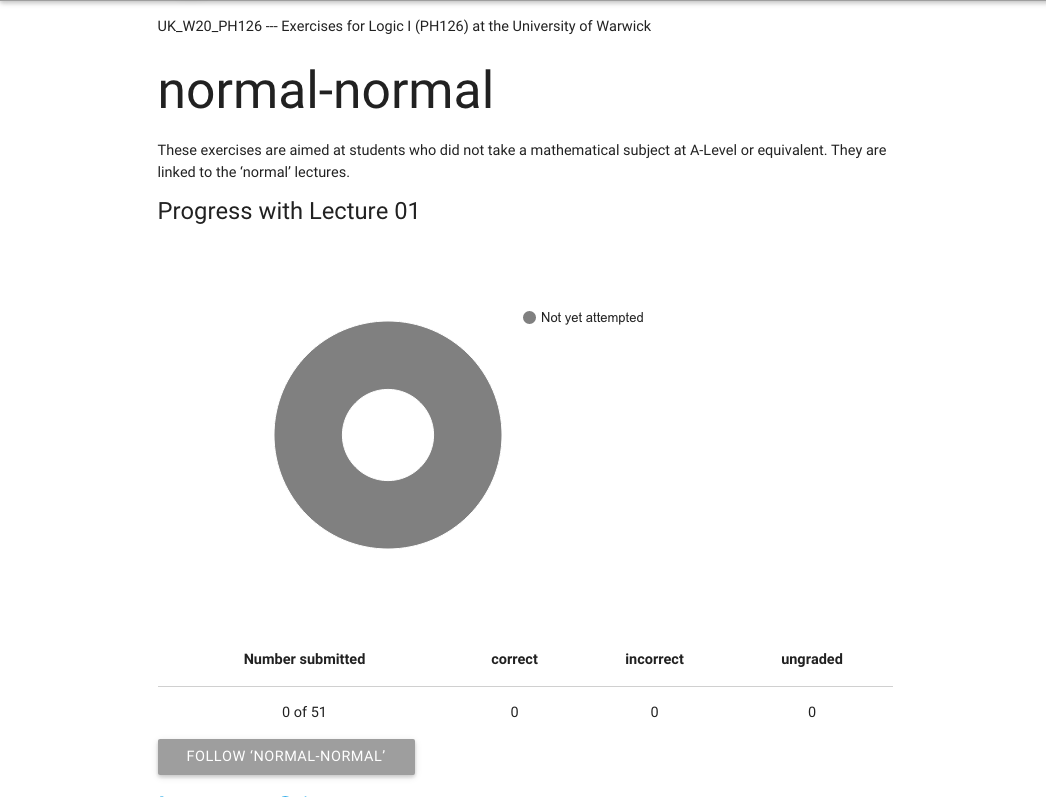 UK_W20_PH126 --- Exercises for Logic I (PH126) at the University of Warwick
normal-normal
These exercises are aimed at students who did not take a mathematical subject at A-Level or equivalent. They are
linked to the ‘normal’ lectures.
Progress with Lecture 01
Not yet attempted
Number submitted correct incorrect ungraded
0 of 51 0 0 0
FOLLOW ‘NORMAL-NORMAL’